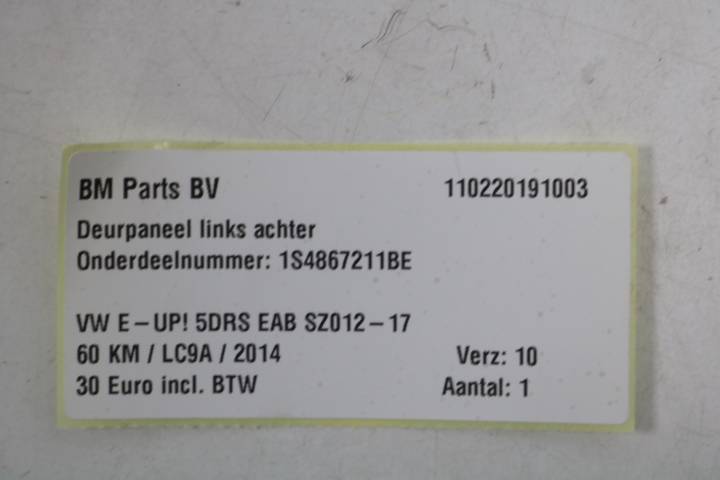 BM Parts BV 110220191003
Deurpaneel links achter
Onderdeelnummer: 1S4867211BE
VW E-UP! 5DRS EAB SZ012-17
60 KM / LC9A / 2014 Verz: 10
30 Euro incl. BTW Aantal: 1